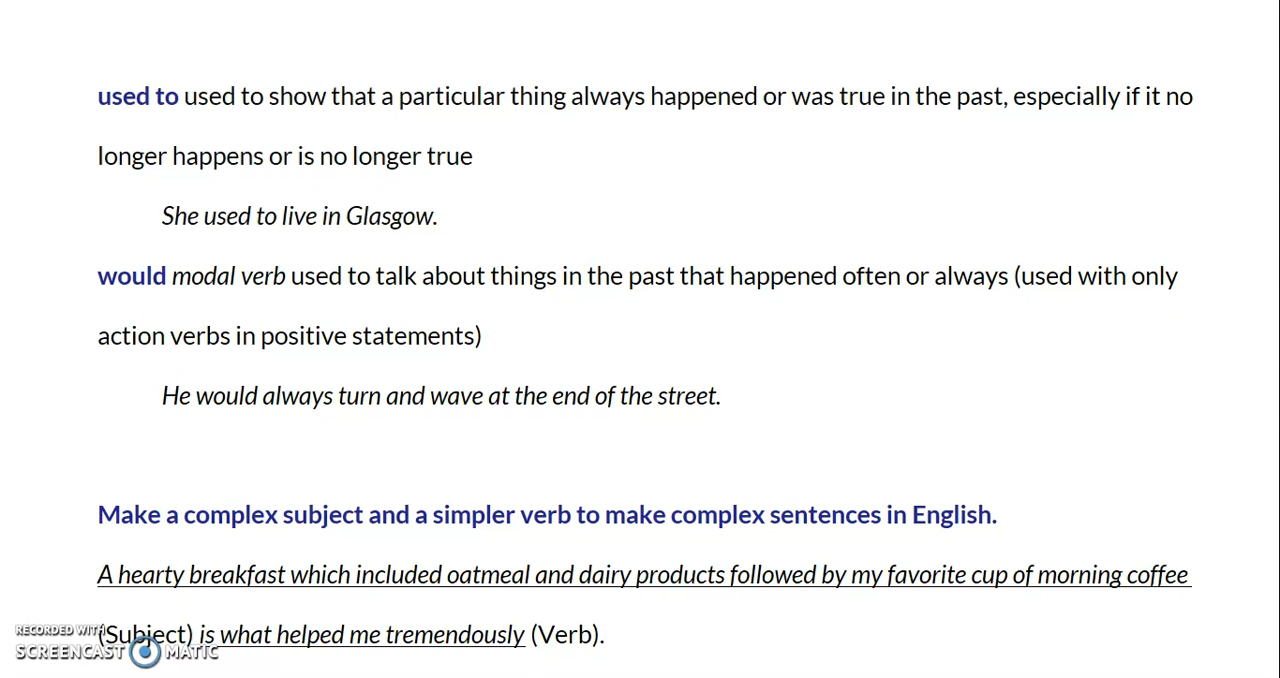 used to used to show that a particular thing always happened or was true in the past, especially if it no
longer happens or is no longer true
She used to live in Glasgow.
would modal verb used to talk about things in the past that happened often or always (used with only
action verbs in positive statements)
He would always turn and wave at the end of the street.
Make a complex subject and a simpler verb to make complex sentences in English.
A hearty breakfast which included oatmeal and dairy products followed by my favorite cup of morning coffee
(Subject) is what helped me tremendously (Verb).
RECORDED WITH
SCREENCAST MATIC